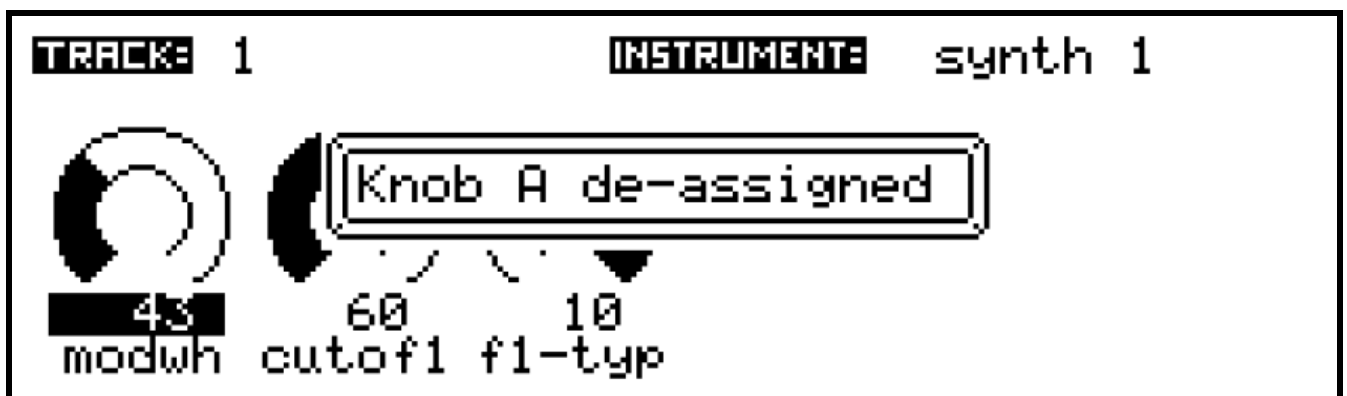 TRACK: 1 INSTRUMENT: synth 1
Knob A de-assigned
43 60 10
modwh cutof1 f1-typ